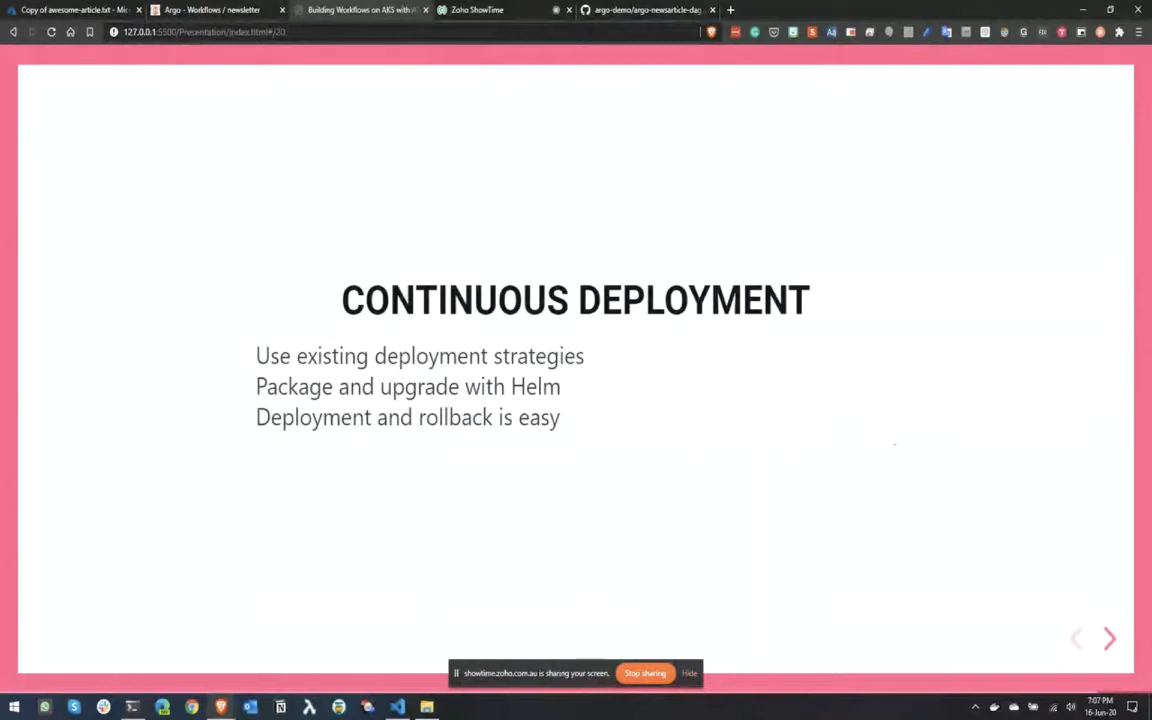 Copy of awesome-article.txt - Mic
Argo - Workflows / newsletter
Building Workflows on AKS with A
Zoho ShowTime
argo-demo/argo-newsarticle-dag
127.0.0.1:5500/Presentation/index.html#/20
CONTINUOUS DEPLOYMENT
Use existing deployment strategies
Package and upgrade with Helm
Deployment and rollback is easy
showtime.zoho.com.au is sharing your screen.
Stop sharing
Hide
7:07 PM
16-Jun-20